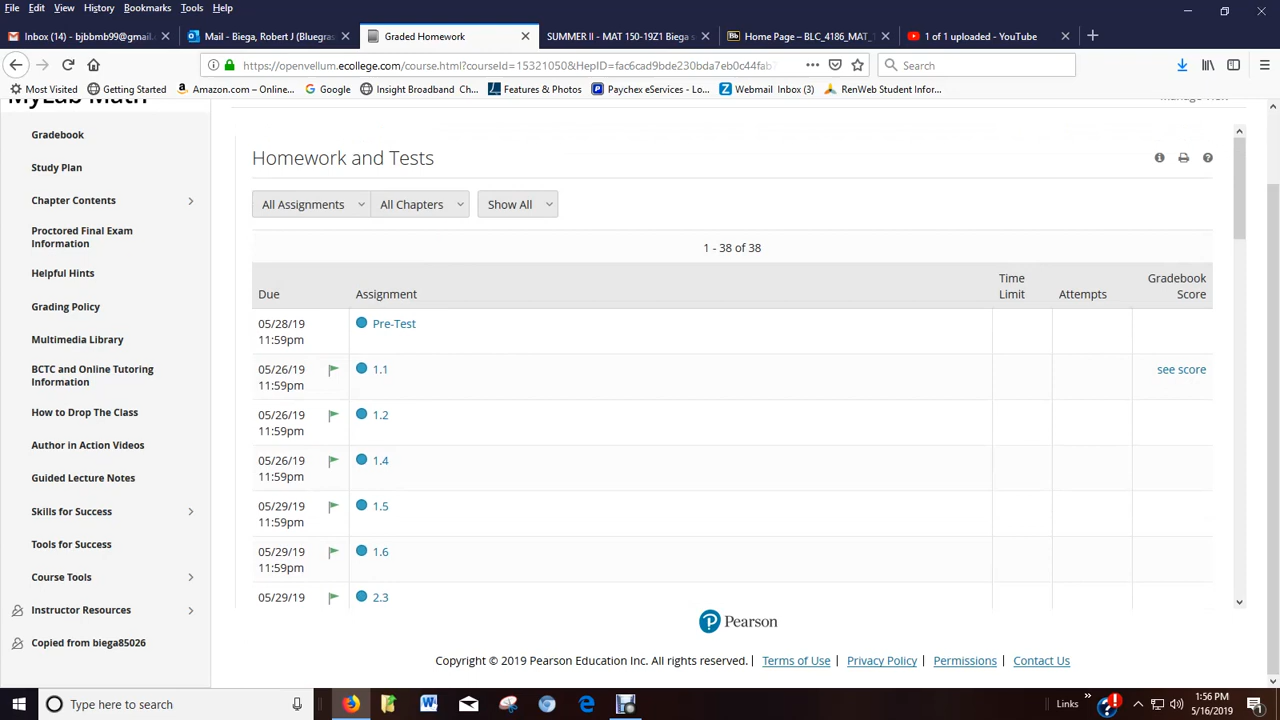 File Edit View History Bookmarks Tools Help
Inbox (14) - bjbbmb99@gmail.
Mail - Biega, Robert J (Bluegras
Graded Homework
SUMMER II - MAT 150-19Z1 Biega s
Home Page – BLC_4186_MAT_
1 of 1 uploaded - YouTube
https://openvellum.ecollege.com/course.html?courseId=15321050&HepID=fac6cad9bde230bda7eb0c44fab
Search
Most Visited Getting Started Amazon.com – Online... Google Insight Broadband Ch... Features & Photos Paychex eServices - Lo... Webmail Inbox (3) RenWeb Student Infor...
MyLab Math
Manage View
Gradebook
Study Plan
Chapter Contents
Proctored Final Exam
Information
Helpful Hints
Grading Policy
Multimedia Library
BCTC and Online Tutoring
Information
How to Drop The Class
Author in Action Videos
Guided Lecture Notes
Skills for Success
Tools for Success
Course Tools
Instructor Resources
Copied from biega85026
Homework and Tests
All Assignments All Chapters Show All
1 - 38 of 38
Due Assignment Time Limit Attempts Gradebook Score
05/28/19 Pre-Test
11:59pm
05/26/19 1.1 see score
11:59pm
05/26/19 1.2
11:59pm
05/26/19 1.4
11:59pm
05/29/19 1.5
11:59pm
05/29/19 1.6
11:59pm
05/29/19 2.3
Pearson
Copyright © 2019 Pearson Education Inc. All rights reserved. | Terms of Use | Privacy Policy | Permissions | Contact Us
Type here to search
Links »
1:56 PM
5/16/2019